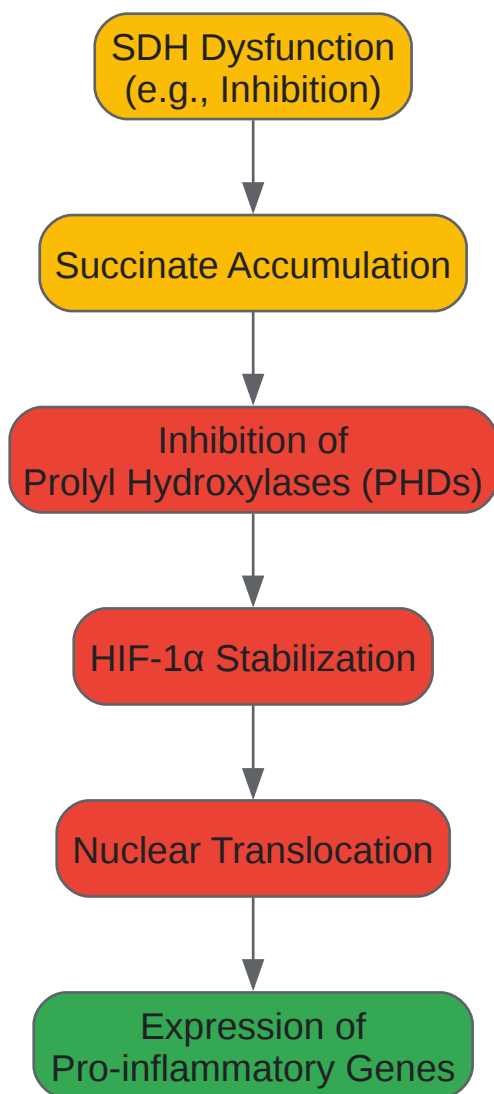 SDH Dysfunction
(e.g., Inhibition)
Succinate Accumulation
Inhibition of
Prolyl Hydroxylases (PHDs)
HIF-1α Stabilization
Nuclear Translocation
Expression of
Pro-inflammatory Genes